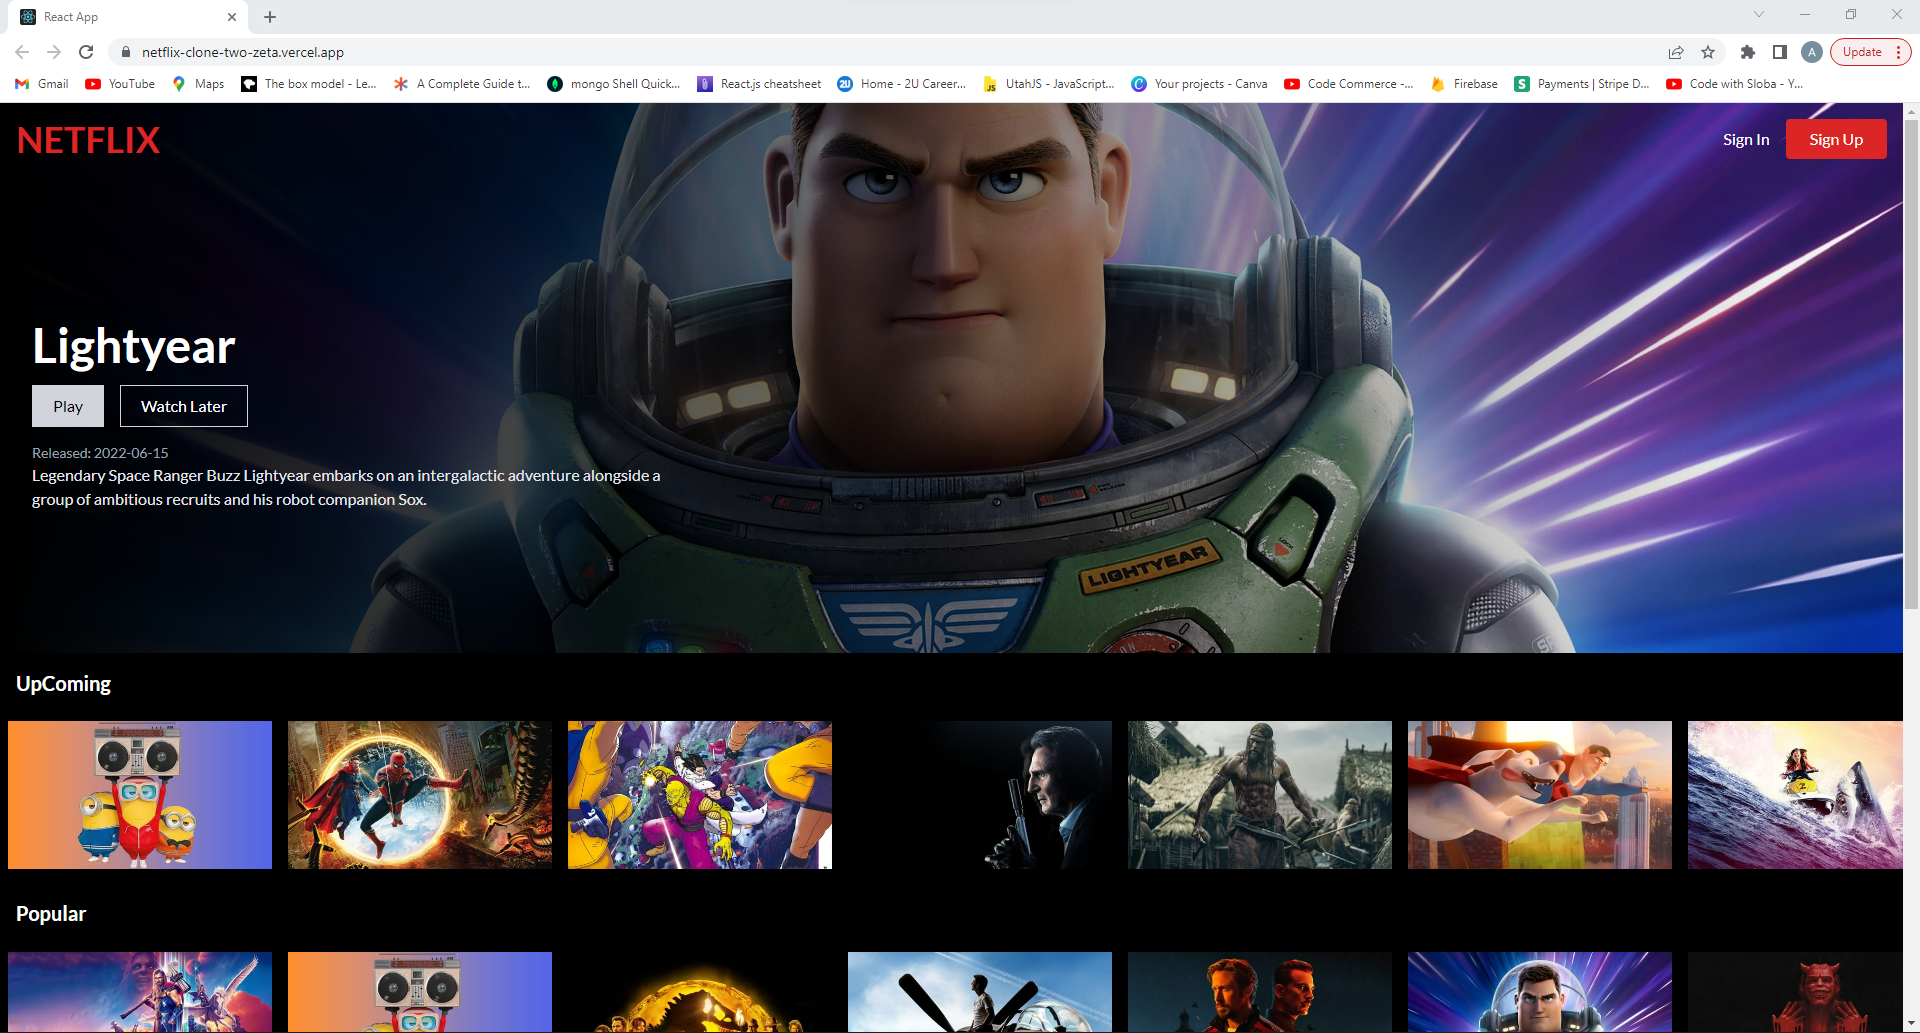 React App
netflix-clone-two-zeta.vercel.app
A
Update
Gmail
YouTube
Maps
The box model - Le...
A Complete Guide t...
mongo Shell Quick...
React.js cheatsheet
2U
Home - 2U Career...
JS
UtahJS - JavaScript...
C
Your projects - Canva
Code Commerce -...
Firebase
S
Payments | Stripe D...
Code with Sloba - Y...
NETFLIX
Sign In
Sign Up
Lightyear
Play
Watch Later
Released: 2022-06-15
Legendary Space Ranger Buzz Lightyear embarks on an intergalactic adventure alongside a
group of ambitious recruits and his robot companion Sox.
LOCK
LIGHTYEAR
UpComing
Popular